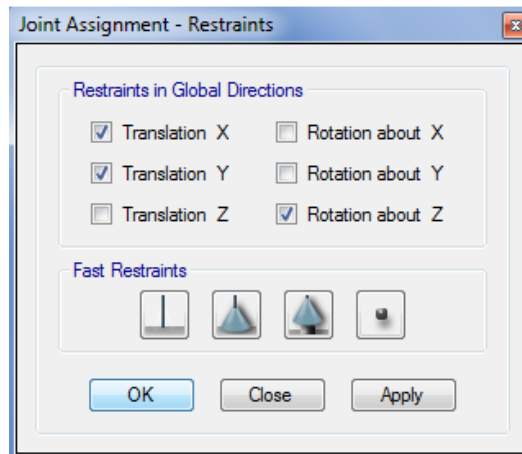 Joint Assignment - Restraints
Restraints in Global Directions
Translation X Rotation about X
Translation Y Rotation about Y
Translation Z Rotation about Z
Fast Restraints
OK Close Apply